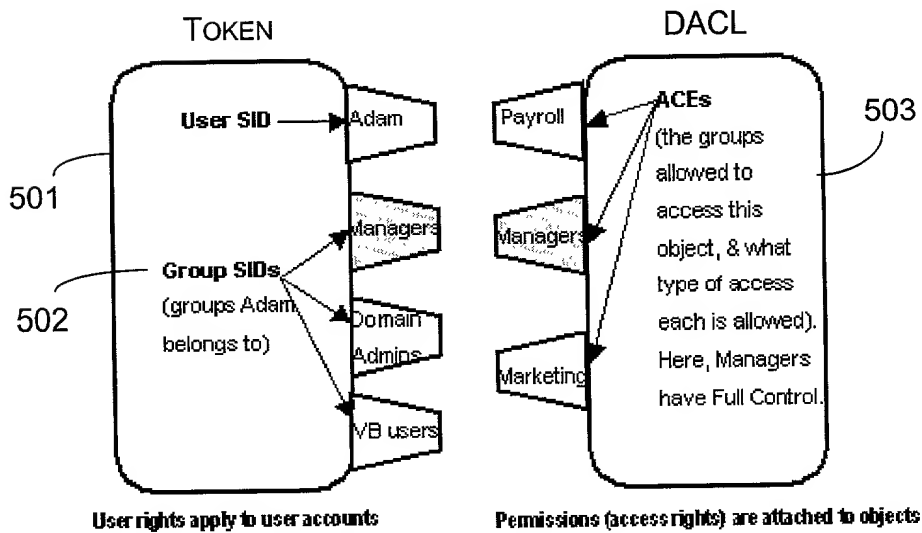 TOKEN
DACL
User SID
Adam
Payroll
ACEs
503
(the groups
allowed to
access this
object, & what
type of access
each is allowed).
Here, Managers
have Full Control.
501
Managers
Managers
Group SIDs
(groups Adam
belongs to)
502
Domain
Admins
Marketing
VB users
User rights apply to user accounts
Permissions (access rights) are attached to objects